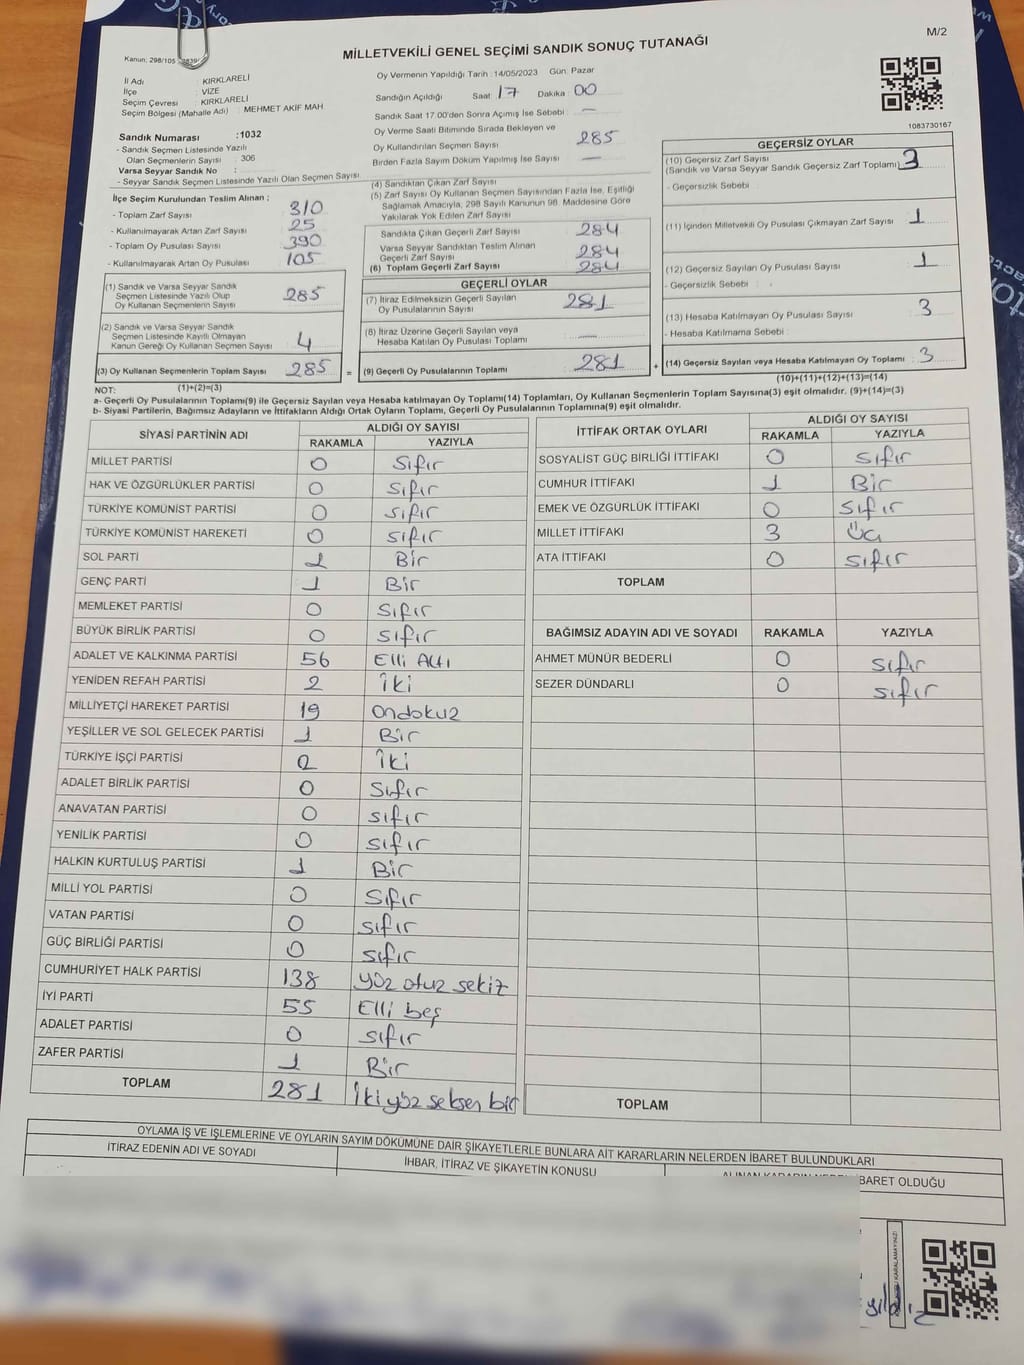 M/2
MİLLETVEKİLİ GENEL SEÇİMİ SANDIK SONUÇ TUTANAĞI
Kanun: 298/105
İl Adı : KIRKLARELİ
İlçe : VİZE
Seçim Çevresi : KIRKLARELİ
Seçim Bölgesi (Mahalle Adı) : MEHMET AKİF MAH
Oy Vermenin Yapıldığı Tarih : 14/05/2023 Gün: Pazar
Sandığın Açıldığı Saat 17 Dakika : 00
Sandık Saat 17.00'den Sonra Açımış İse Sebebi : —
Oy Verme Saati Bitiminde Sırada Bekleyen ve
Oy Kullandırılan Seçmen Sayısı : 285
Birden Fazla Sayım Döküm Yapılmış İse Sayısı —
1083730167
Sandık Numarası :1032
- Sandık Seçmen Listesinde Yazılı
Olan Seçmenlerin Sayısı : 306
Varsa Seyyar Sandık No :
- Seyyar Sandık Seçmen Listesinde Yazılı Olan Seçmen Sayısı
İlçe Seçim Kurulundan Teslim Alınan ;
- Toplam Zarf Sayısı : 310
- Kullanılmayarak Artan Zarf Sayısı : 25
- Toplam Oy Pusulası Sayısı : 390
- Kullanılmayarak Artan Oy Pusulası : 105
(1) Sandık ve Varsa Seyyar Sandık
Seçmen Listesinde Yazılı Olup
Oy Kullanan Seçmenlerin Sayısı : 285
(2) Sandık ve Varsa Seyyar Sandık
Seçmen Listesinde Kayıtlı Olmayan
Kanun Gereği Oy Kullanan Seçmen Sayısı : 4
(3) Oy Kullanan Seçmenlerin Toplam Sayısı : 285 =
(4) Sandıktan Çıkan Zarf Sayısı
(5) Zarf Sayısı Oy Kullanan Seçmen Sayısından Fazla İse, Eşitliği
Sağlamak Amacıyla, 298 Sayılı Kanunun 98. Maddesine Göre
Yakılarak Yok Edilen Zarf Sayısı
Sandıkta Çıkan Geçerli Zarf Sayısı : 284
Varsa Seyyar Sandıktan Teslim Alınan
Geçerli Zarf Sayısı : 284
(6) Toplam Geçerli Zarf Sayısı : 284
GEÇERLİ OYLAR
(7) İtiraz Edilmeksizin Geçerli Sayılan
Oy Pusulalarının Sayısı : 281
(8) İtiraz Üzerine Geçerli Sayılan veya
Hesaba Katılan Oy Pusulası Toplamı : —
(9) Geçerli Oy Pusulalarının Toplamı : 281 +
GEÇERSİZ OYLAR
(10) Geçersiz Zarf Sayısı
(Sandık ve Varsa Seyyar Sandık Geçersiz Zarf Toplamı) 3
- Geçersizlik Sebebi :
(11) İçinden Milletvekili Oy Pusulası Çıkmayan Zarf Sayısı : 1
(12) Geçersiz Sayılan Oy Pusulası Sayısı : 1
- Geçersizlik Sebebi :
(13) Hesaba Katılmayan Oy Pusulası Sayısı : 3
- Hesaba Katılmama Sebebi :
(14) Geçersiz Sayılan veya Hesaba Katılmayan Oy Toplamı : 3
NOT: (1)+(2)=(3)
(10)+(11)+(12)+(13)=(14)
a- Geçerli Oy Pusulalarının Toplamı(9) ile Geçersiz Sayılan veya Hesaba katılmayan Oy Toplamı(14) Toplamları, Oy Kullanan Seçmenlerin Toplam Sayısına(3) eşit olmalıdır. (9)+(14)=(3)
b- Siyasi Partilerin, Bağımsız Adayların ve İttifakların Aldığı Ortak Oyların Toplamı, Geçerli Oy Pusulalarının Toplamına(9) eşit olmalıdır.
SİYASİ PARTİNİN ADI ALDIĞI OY SAYISI
RAKAMLA YAZIYLA
MİLLET PARTİSİ 0 Sıfır
HAK VE ÖZGÜRLÜKLER PARTİSİ 0 Sıfır
TÜRKİYE KOMÜNİST PARTİSİ 0 Sıfır
TÜRKİYE KOMÜNİST HAREKETİ 0 sıfır
SOL PARTİ 1 Bir
GENÇ PARTİ 1 Bir
MEMLEKET PARTİSİ 0 Sıfır
BÜYÜK BİRLİK PARTİSİ 0 sıfır
ADALET VE KALKINMA PARTİSİ 56 Elli Altı
YENİDEN REFAH PARTİSİ 2 İki
MİLLİYETÇİ HAREKET PARTİSİ 19 ondokuz
YEŞİLLER VE SOL GELECEK PARTİSİ 1 Bir
TÜRKİYE İŞÇİ PARTİSİ 2 İki
ADALET BİRLİK PARTİSİ 0 Sıfır
ANAVATAN PARTİSİ 0 sıfır
YENİLİK PARTİSİ 0 sıfır
HALKIN KURTULUŞ PARTİSİ 1 Bir
MİLLİ YOL PARTİSİ 0 Sıfır
VATAN PARTİSİ 0 sıfır
GÜÇ BİRLİĞİ PARTİSİ 0 sıfır
CUMHURİYET HALK PARTİSİ 138 yüz otuz sekiz
İYİ PARTİ 55 Elli beş
ADALET PARTİSİ 0 sıfır
ZAFER PARTİSİ 1 Bir
TOPLAM 281 İkiyüz seksen bir
İTTİFAK ORTAK OYLARI ALDIĞI OY SAYISI
RAKAMLA YAZIYLA
SOSYALİST GÜÇ BİRLİĞİ İTTİFAKI 0 sıfır
CUMHUR İTTİFAKI 1 Bir
EMEK VE ÖZGÜRLÜK İTTİFAKI 0 Sıfır
MİLLET İTTİFAKI 3 Üç
ATA İTTİFAKI 0 sıfır
TOPLAM
BAĞIMSIZ ADAYIN ADI VE SOYADI RAKAMLA YAZIYLA
AHMET MÜNÜR BEDERLİ 0 sıfır
SEZER DÜNDARLI 0 sıfır
TOPLAM
OYLAMA İŞ VE İŞLEMLERİNE VE OYLARIN SAYIM DÖKÜMÜNE DAİR ŞİKAYETLERLE BUNLARA AİT KARARLARIN NELERDEN İBARET BULUNDUKLARI
İTİRAZ EDENİN ADI VE SOYADI İHBAR, İTİRAZ VE ŞİKAYETİN KONUSU ALINAN KARARIN NEDEN İBARET OLDUĞU